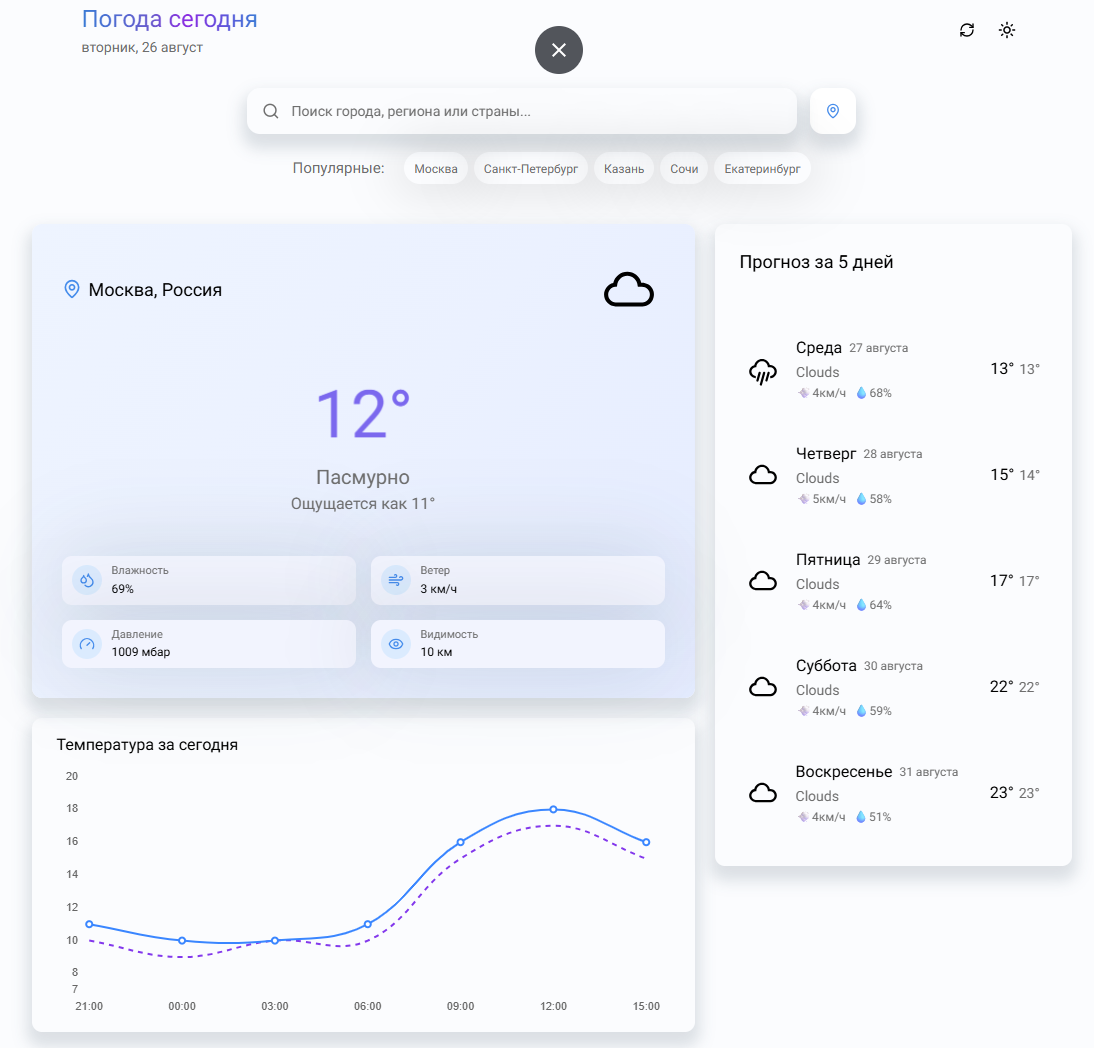 Погода сегодня
вторник, 26 август
Поиск города, региона или страны...
Популярные: Москва Санкт-Петербург Казань Сочи Екатеринбург
Москва, Россия
12°
Пасмурно
Ощущается как 11°
Влажность
69%
Ветер
3 км/ч
Давление
1009 мбар
Видимость
10 км
Прогноз за 5 дней
Среда 27 августа
Clouds
13° 13°
4км/ч 68%
Четверг 28 августа
Clouds
15° 14°
5км/ч 58%
Пятница 29 августа
Clouds
17° 17°
4км/ч 64%
Суббота 30 августа
Clouds
22° 22°
4км/ч 59%
Воскресенье 31 августа
Clouds
23° 23°
4км/ч 51%
Температура за сегодня
20
18
16
14
12
10
8
7
21:00 00:00 03:00 06:00 09:00 12:00 15:00